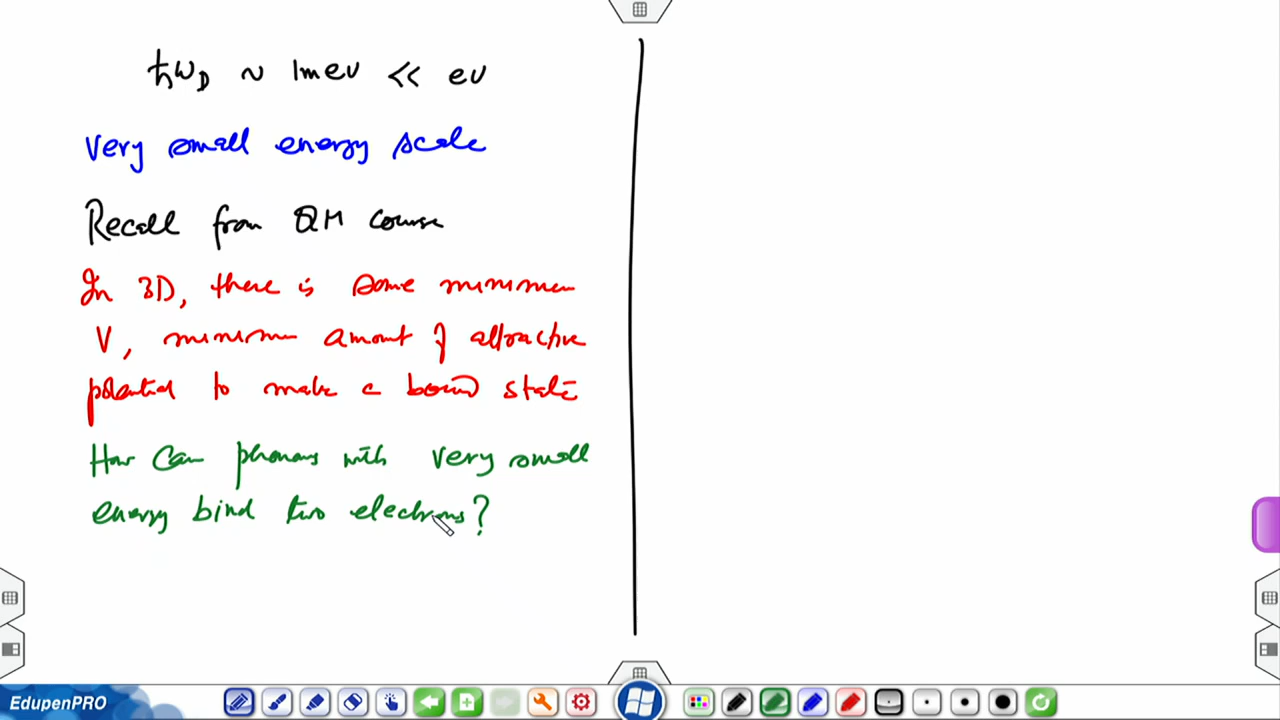 ħω_D ~ 1meV << eV
Very small energy scale
Recall from QM course
In 3D, there is some minimum
V, minimum amount of attractive
potential to make a bound state
How can phonons with very small
energy bind two electrons?
EdupenPRO